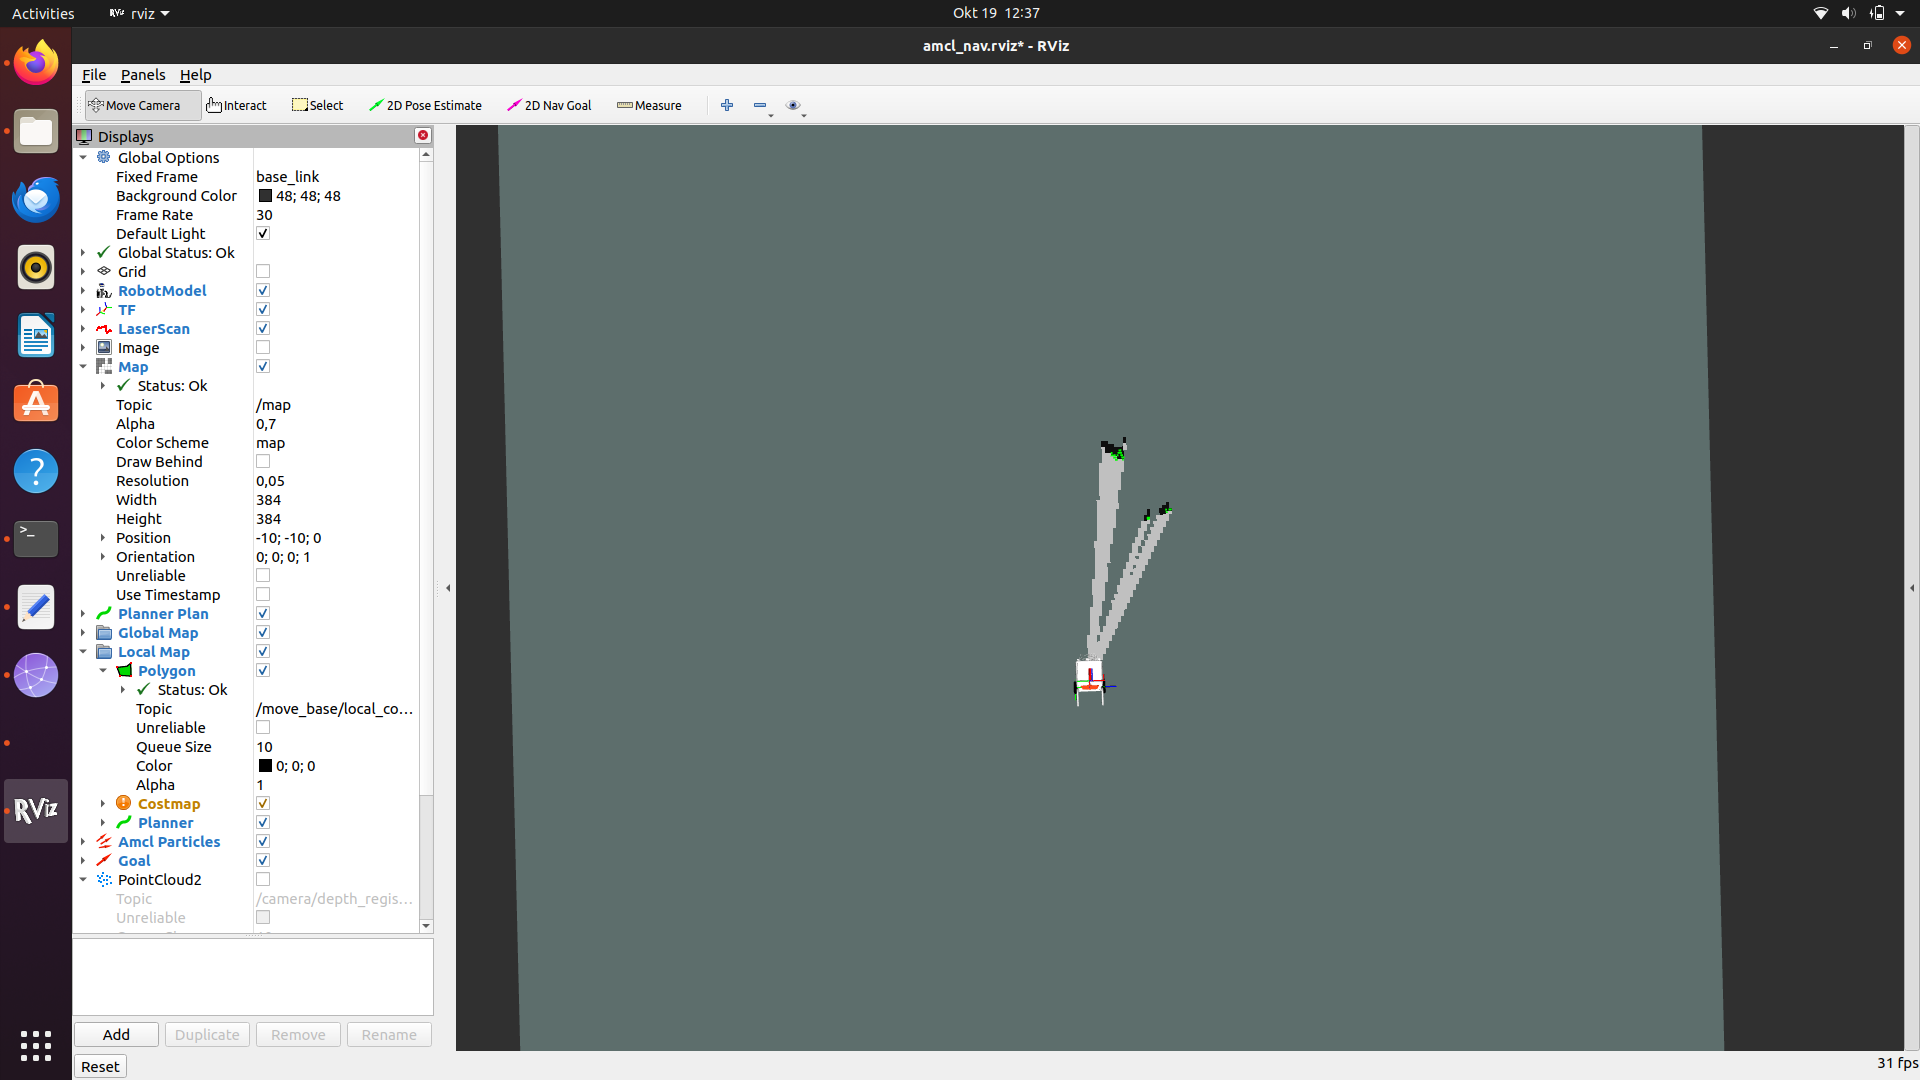 Activities
RViz
rviz
Okt 19 12:37
amcl_nav.rviz* - RViz
File Panels Help
Move Camera
Interact
Select
2D Pose Estimate
2D Nav Goal
Measure
Displays
Global Options
Fixed Frame base_link
Background Color 48; 48; 48
Frame Rate 30
Default Light
Global Status: Ok
Grid
RobotModel
TF
LaserScan
Image
Map
Status: Ok
Topic /map
Alpha 0,7
Color Scheme map
Draw Behind
Resolution 0,05
Width 384
Height 384
Position -10; -10; 0
Orientation 0; 0; 0; 1
Unreliable
Use Timestamp
Planner Plan
Global Map
Local Map
Polygon
Status: Ok
Topic /move_base/local_co...
Unreliable
Queue Size 10
Color 0; 0; 0
Alpha 1
Costmap
Planner
Amcl Particles
Goal
PointCloud2
Topic /camera/depth_regis...
Unreliable
RViz
Add Duplicate Remove Rename
Reset
31 fps